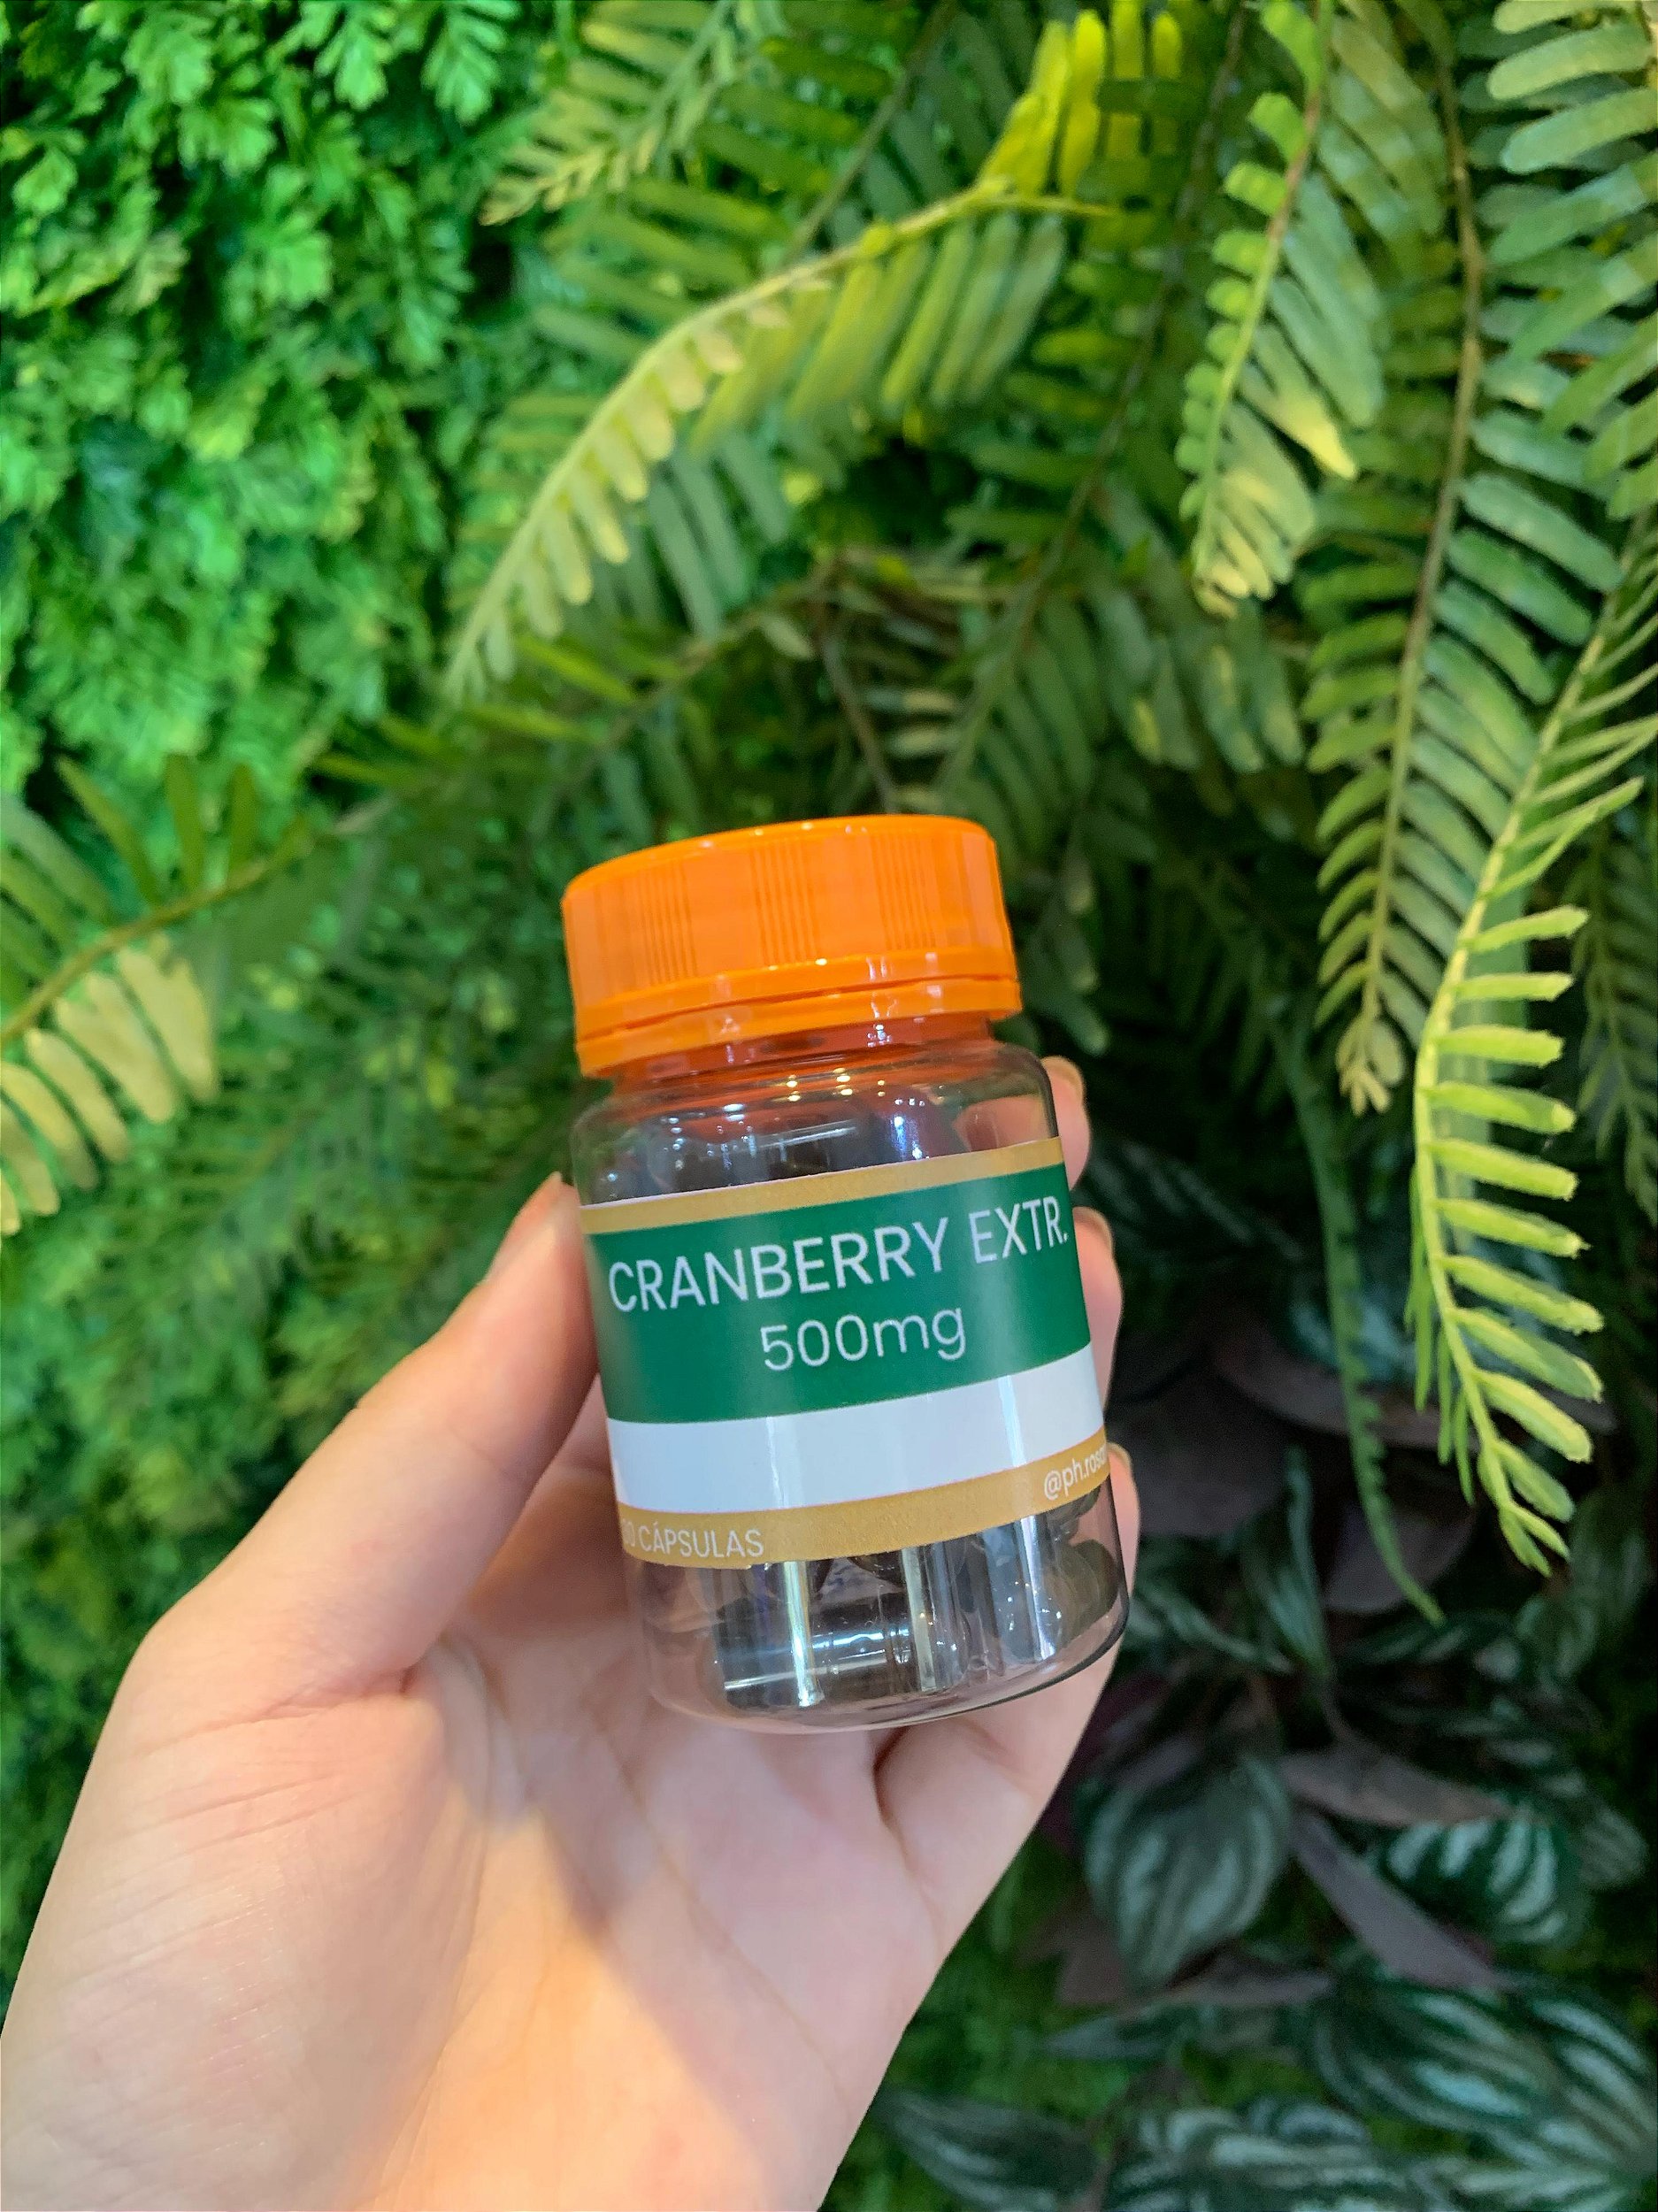 CRANBERRY EXTR.
500mg
CÁPSULAS